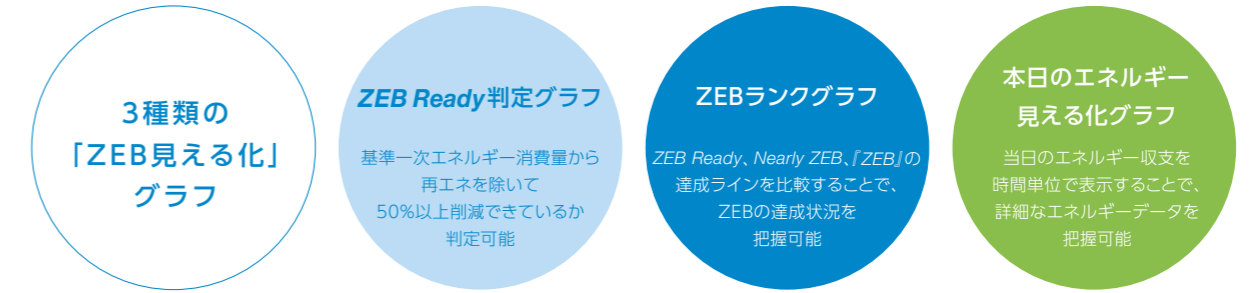 3種類の
「ZEB見える化」
グラフ
ZEB Ready判定グラフ
基準一次エネルギー消費量から
再エネを除いて
50%以上削減できているか
判定可能
ZEBランクグラフ
ZEB Ready、Nearly ZEB、『ZEB』の
達成ラインを比較することで、
ZEBの達成状況を
把握可能
本日のエネルギー
見える化グラフ
当日のエネルギー収支を
時間単位で表示することで、
詳細なエネルギーデータを
把握可能